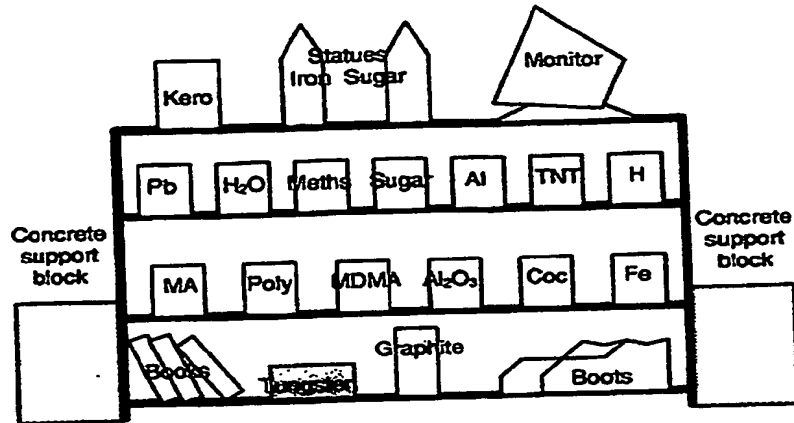 Statues
Iron Sugar
Monitor
Kero
Pb H₂O Meths Sugar Al TNT H
Concrete
support
block
Concrete
support
block
MA Poly MDMA Al₂O₃ Coc Fe
Graphite
Books
Tungsten
Boots